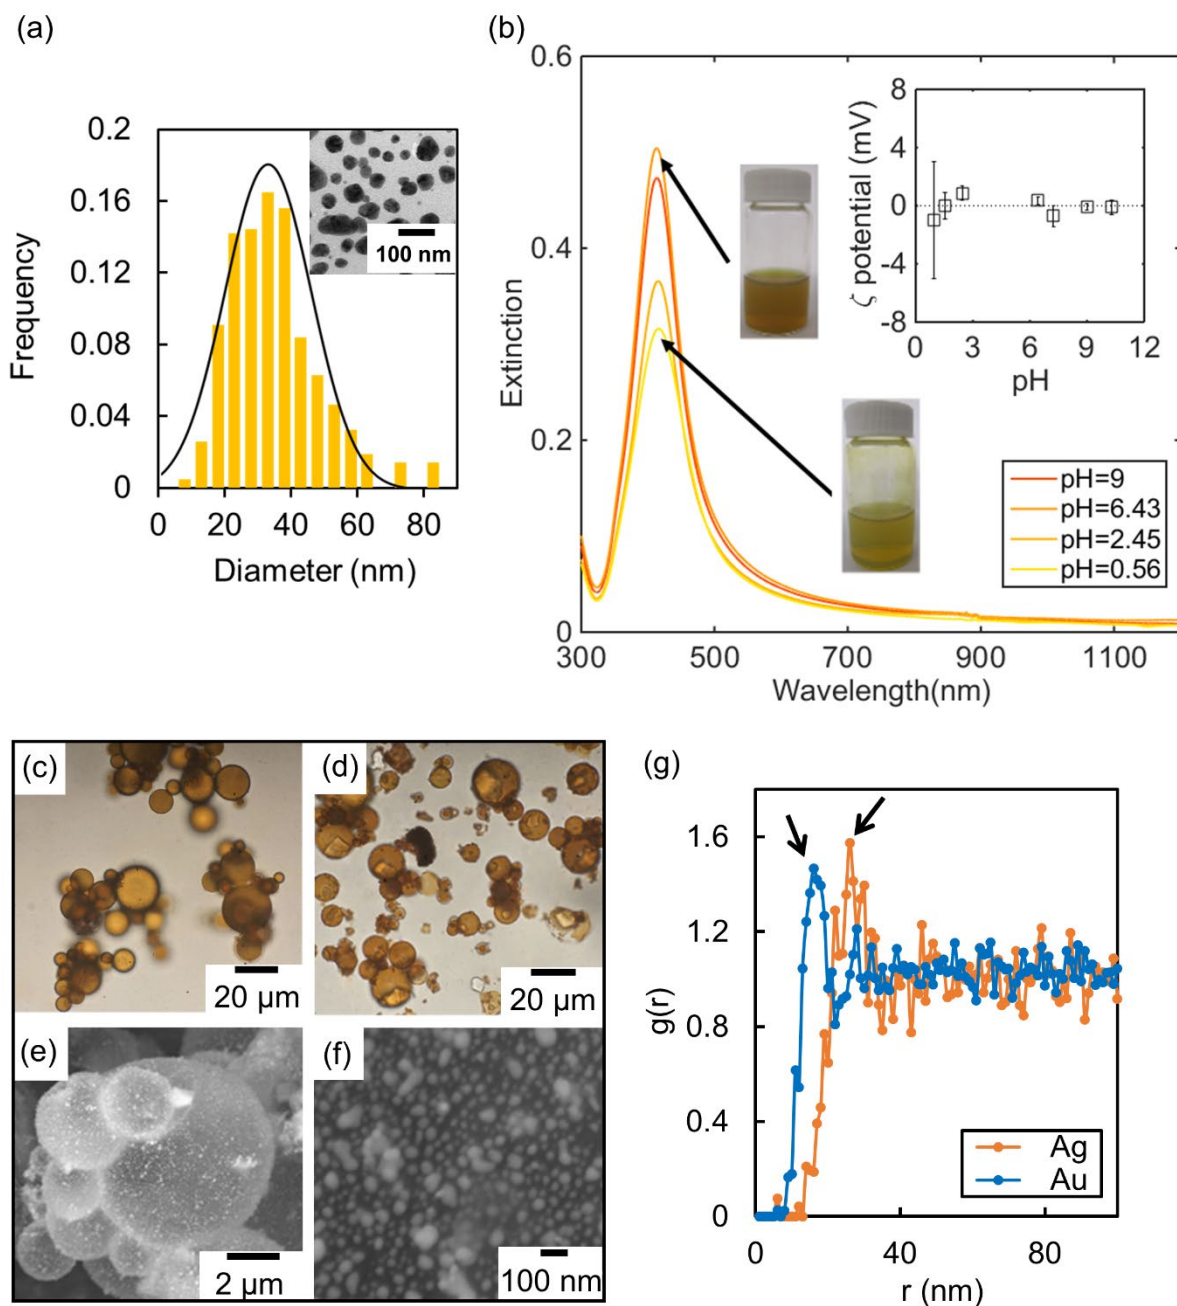 (a)
0.2
0.16
0.12
0.08
0.04
0
Frequency
100 nm
0 20 40 60 80
Diameter (nm)
(b)
0.6
0.4
0.2
0
Extinction
300 500 700 900 1100
Wavelength(nm)
8
4
0
-4
-8
ζ potential (mV)
0 3 6 9 12
pH
pH=9
pH=6.43
pH=2.45
pH=0.56
(c)
20 μm
(d)
20 μm
(e)
2 μm
(f)
100 nm
(g)
1.6
1.2
0.8
0.4
0
g(r)
Ag
Au
0 40 80
r (nm)